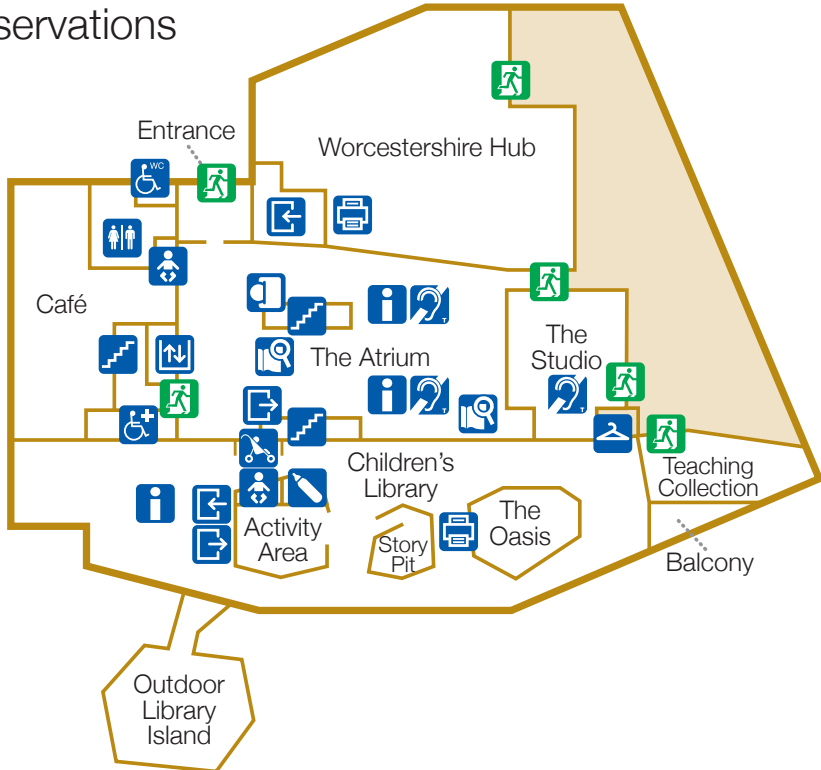 servations
Entrance
Worcestershire Hub
WC
Café
The Atrium
The
Studio
T
T
T
Children's
Library
Teaching
Collection
Activity
Area
Story
Pit
The
Oasis
Balcony
Outdoor
Library
Island